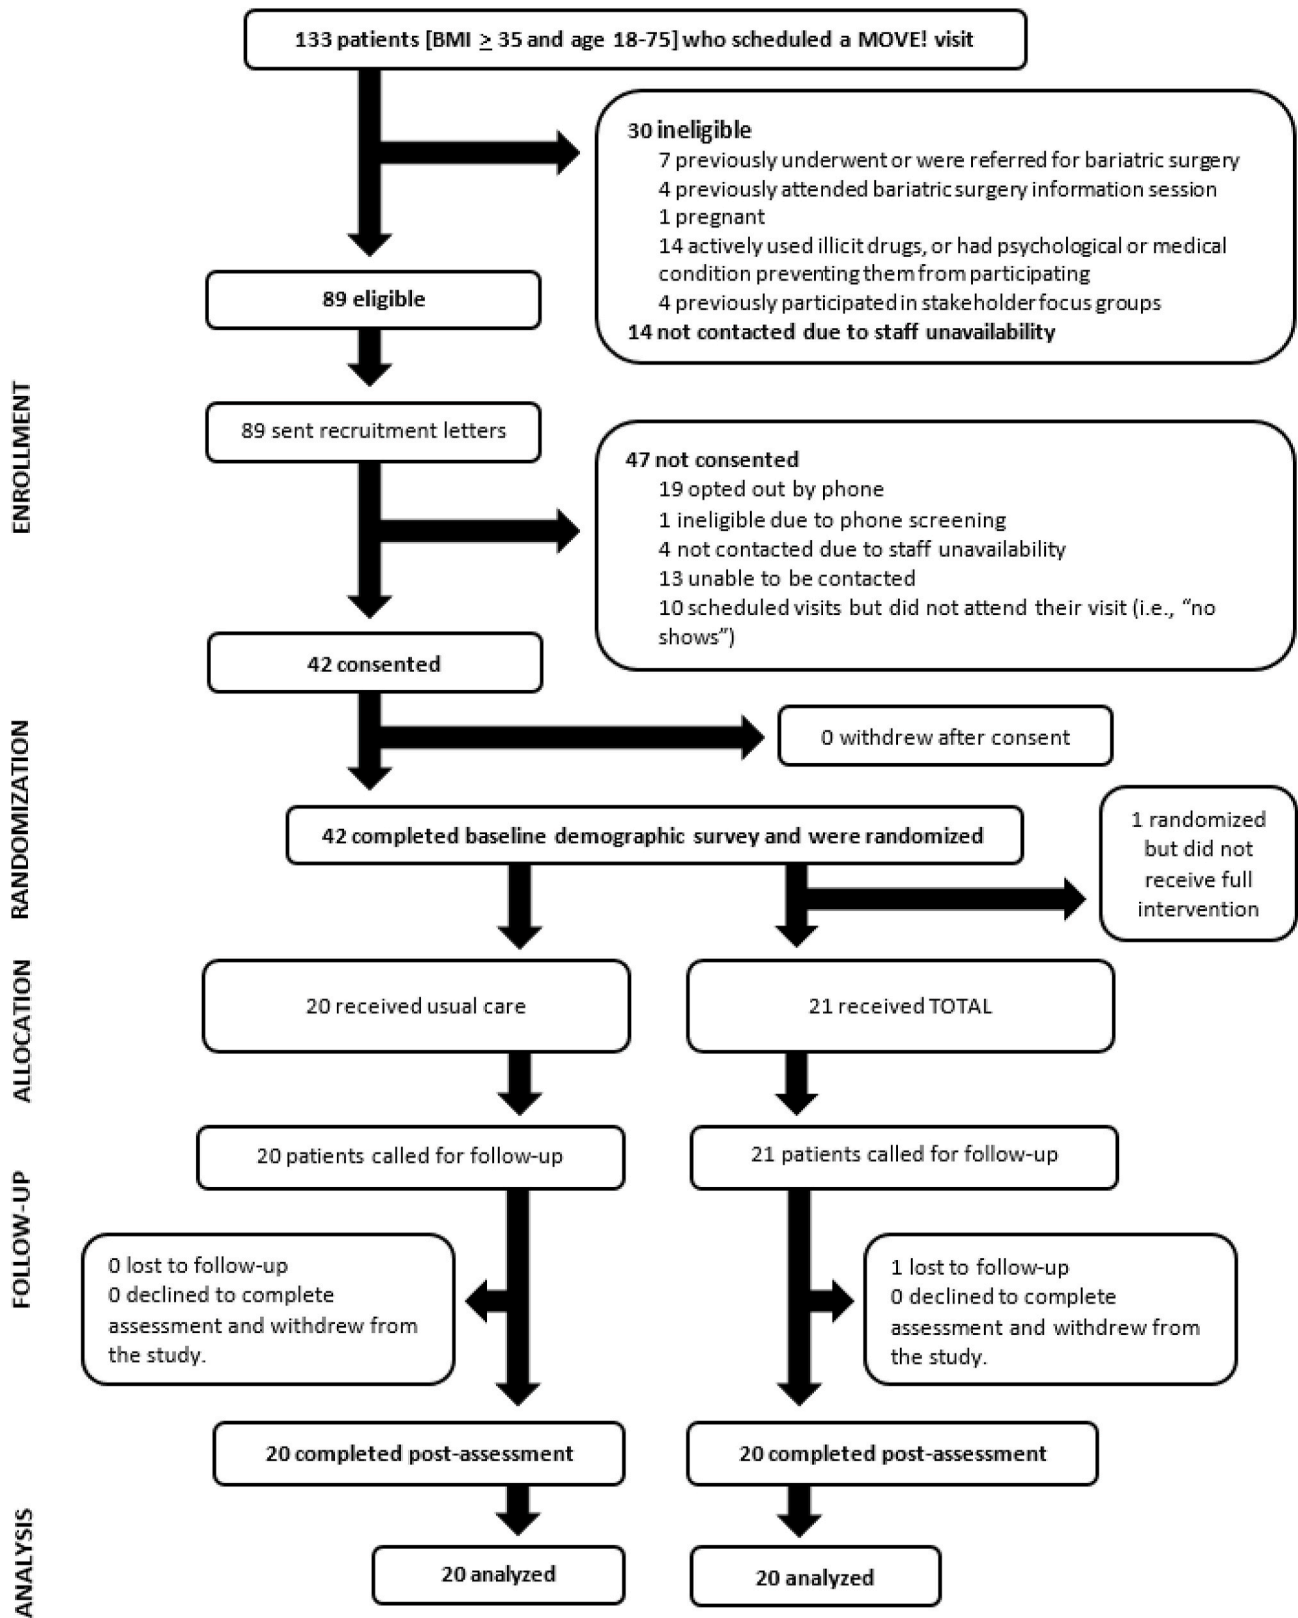 133 patients [BMI ≥ 35 and age 18-75] who scheduled a MOVE! visit
30 ineligible
7 previously underwent or were referred for bariatric surgery
4 previously attended bariatric surgery information session
1 pregnant
14 actively used illicit drugs, or had psychological or medical
condition preventing them from participating
4 previously participated in stakeholder focus groups
14 not contacted due to staff unavailability
89 eligible
ENROLLMENT
89 sent recruitment letters
47 not consented
19 opted out by phone
1 ineligible due to phone screening
4 not contacted due to staff unavailability
13 unable to be contacted
10 scheduled visits but did not attend their visit (i.e., “no
shows”)
42 consented
RANDOMIZATION
0 withdrew after consent
42 completed baseline demographic survey and were randomized
1 randomized
but did not
receive full
intervention
ALLOCATION
20 received usual care
21 received TOTAL
FOLLOW-UP
20 patients called for follow-up
21 patients called for follow-up
0 lost to follow-up
0 declined to complete
assessment and withdrew from
the study.
1 lost to follow-up
0 declined to complete
assessment and withdrew from
the study.
20 completed post-assessment
20 completed post-assessment
ANALYSIS
20 analyzed
20 analyzed